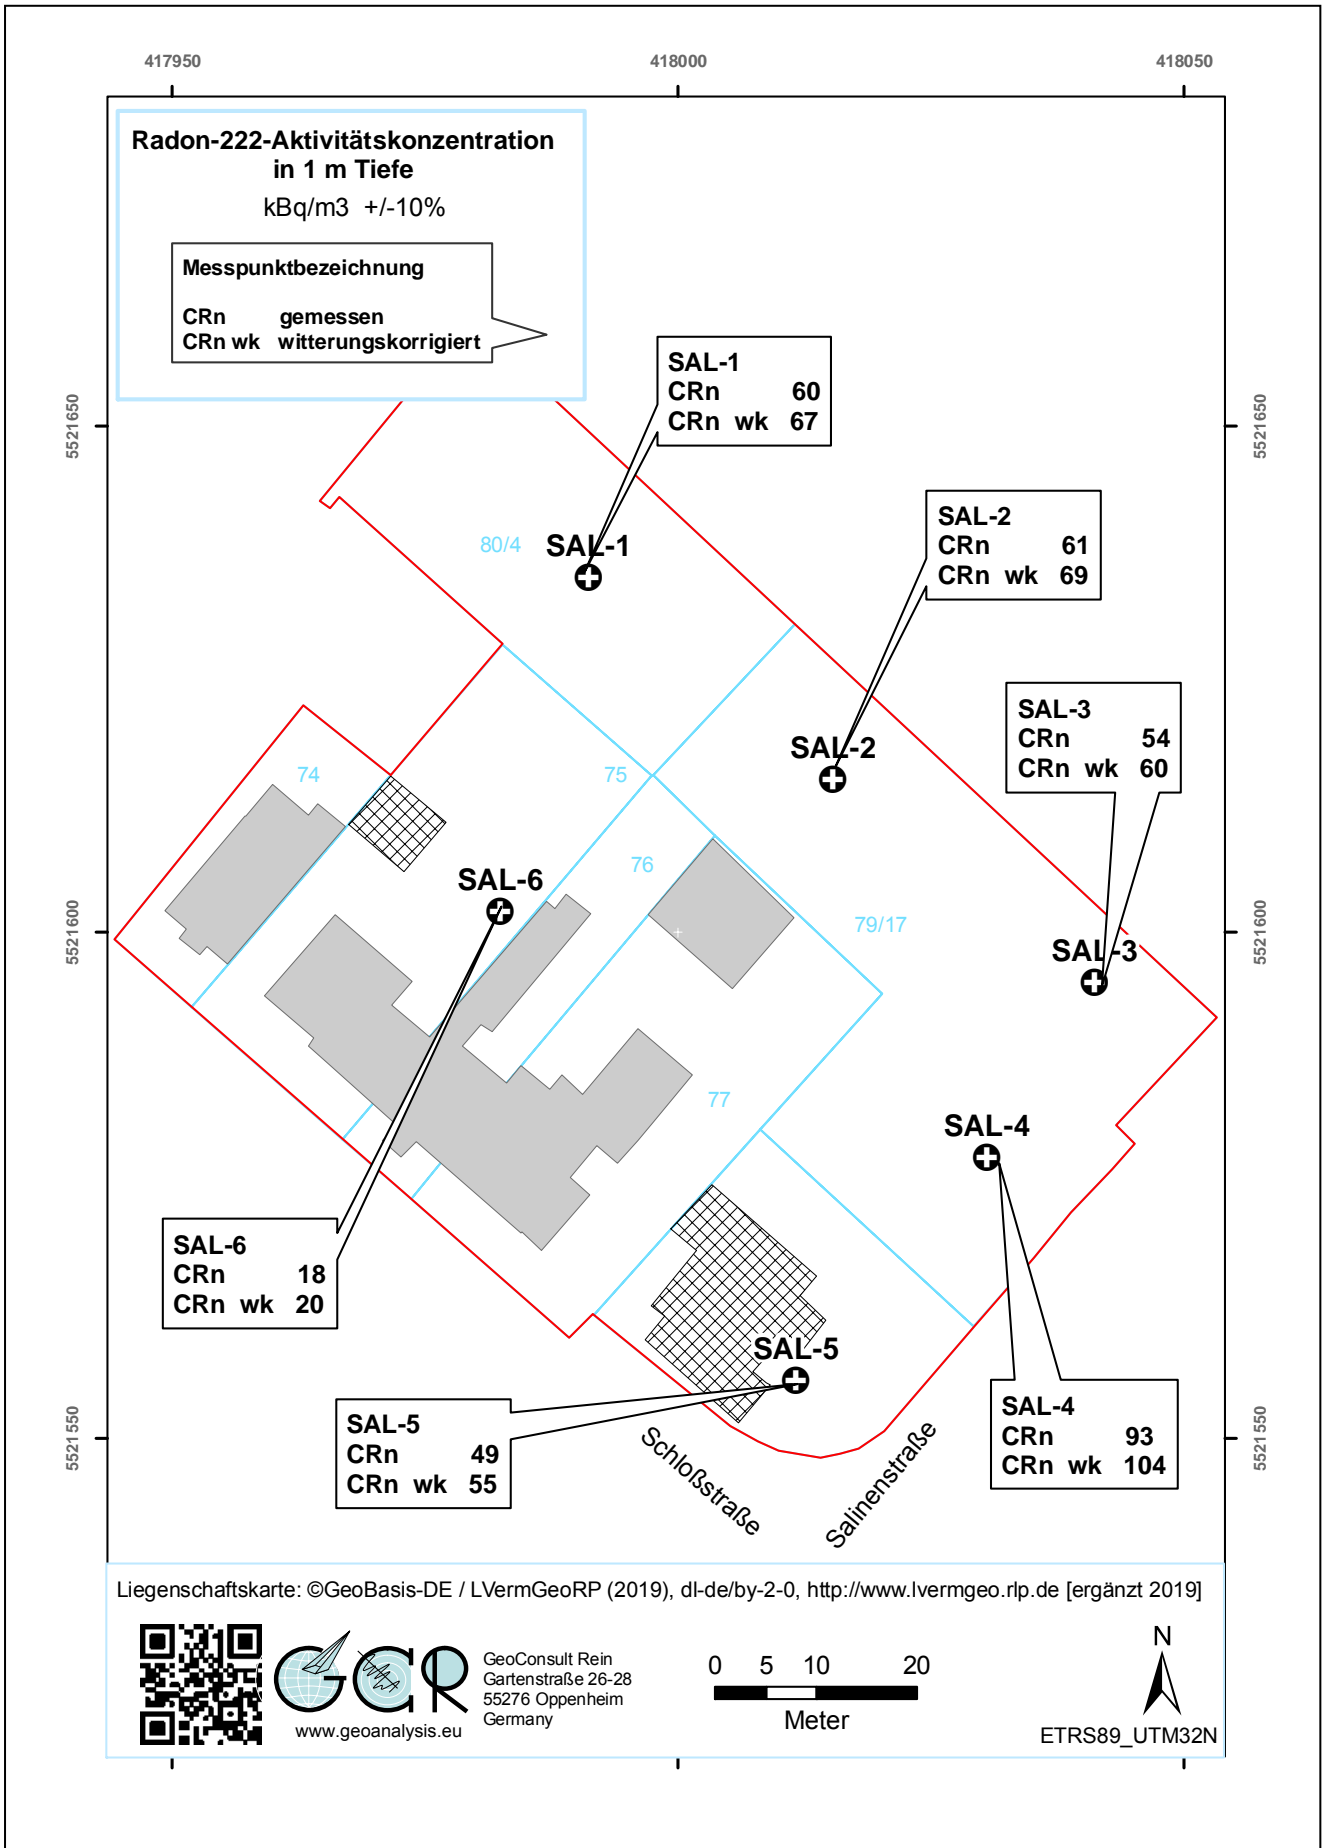 417950
418000
418050
Radon-222-Aktivitätskonzentration
in 1 m Tiefe
kBq/m3 +/-10%
Messpunktbezeichnung
CRn gemessen
CRn wk witterungskorrigiert
5521650
5521650
SAL-1
CRn 60
CRn wk 67
80/4
SAL-1
SAL-2
CRn 61
CRn wk 69
SAL-3
CRn 54
CRn wk 60
SAL-2
74
75
76
SAL-6
79/17
5521600
5521600
SAL-3
77
SAL-4
SAL-6
CRn 18
CRn wk 20
SAL-5
SAL-5
CRn 49
CRn wk 55
SAL-4
CRn 93
CRn wk 104
5521550
5521550
Schloßstraße
Salinenstraße
Liegenschaftskarte: ©GeoBasis-DE / LVermGeoRP (2019), dl-de/by-2-0, http://www.lvermgeo.rlp.de [ergänzt 2019]
GCR
www.geoanalysis.eu
GeoConsult Rein
Gartenstraße 26-28
55276 Oppenheim
Germany
0 5 10 20
Meter
N
ETRS89_UTM32N